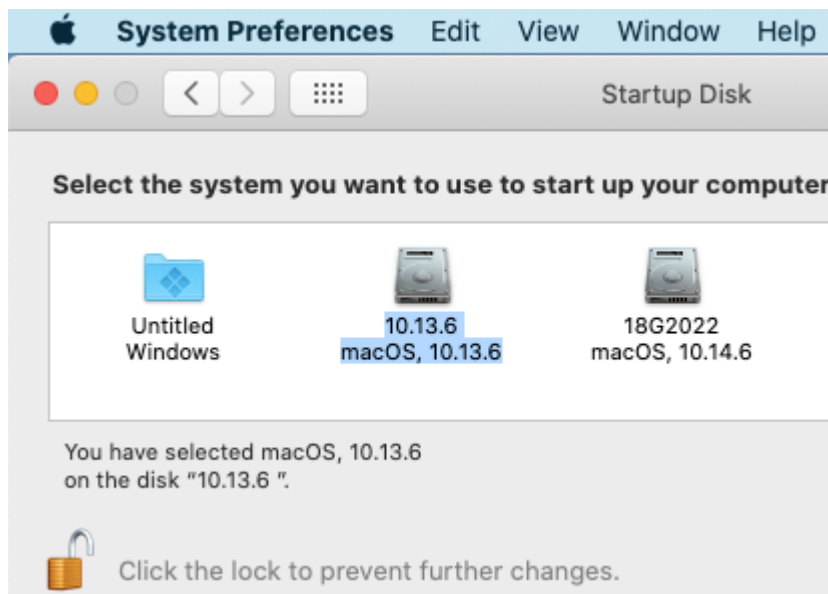 System Preferences Edit View Window Help
Startup Disk
Select the system you want to use to start up your computer
Untitled
Windows
10.13.6
macOS, 10.13.6
18G2022
macOS, 10.14.6
You have selected macOS, 10.13.6
on the disk “10.13.6 ”.
Click the lock to prevent further changes.